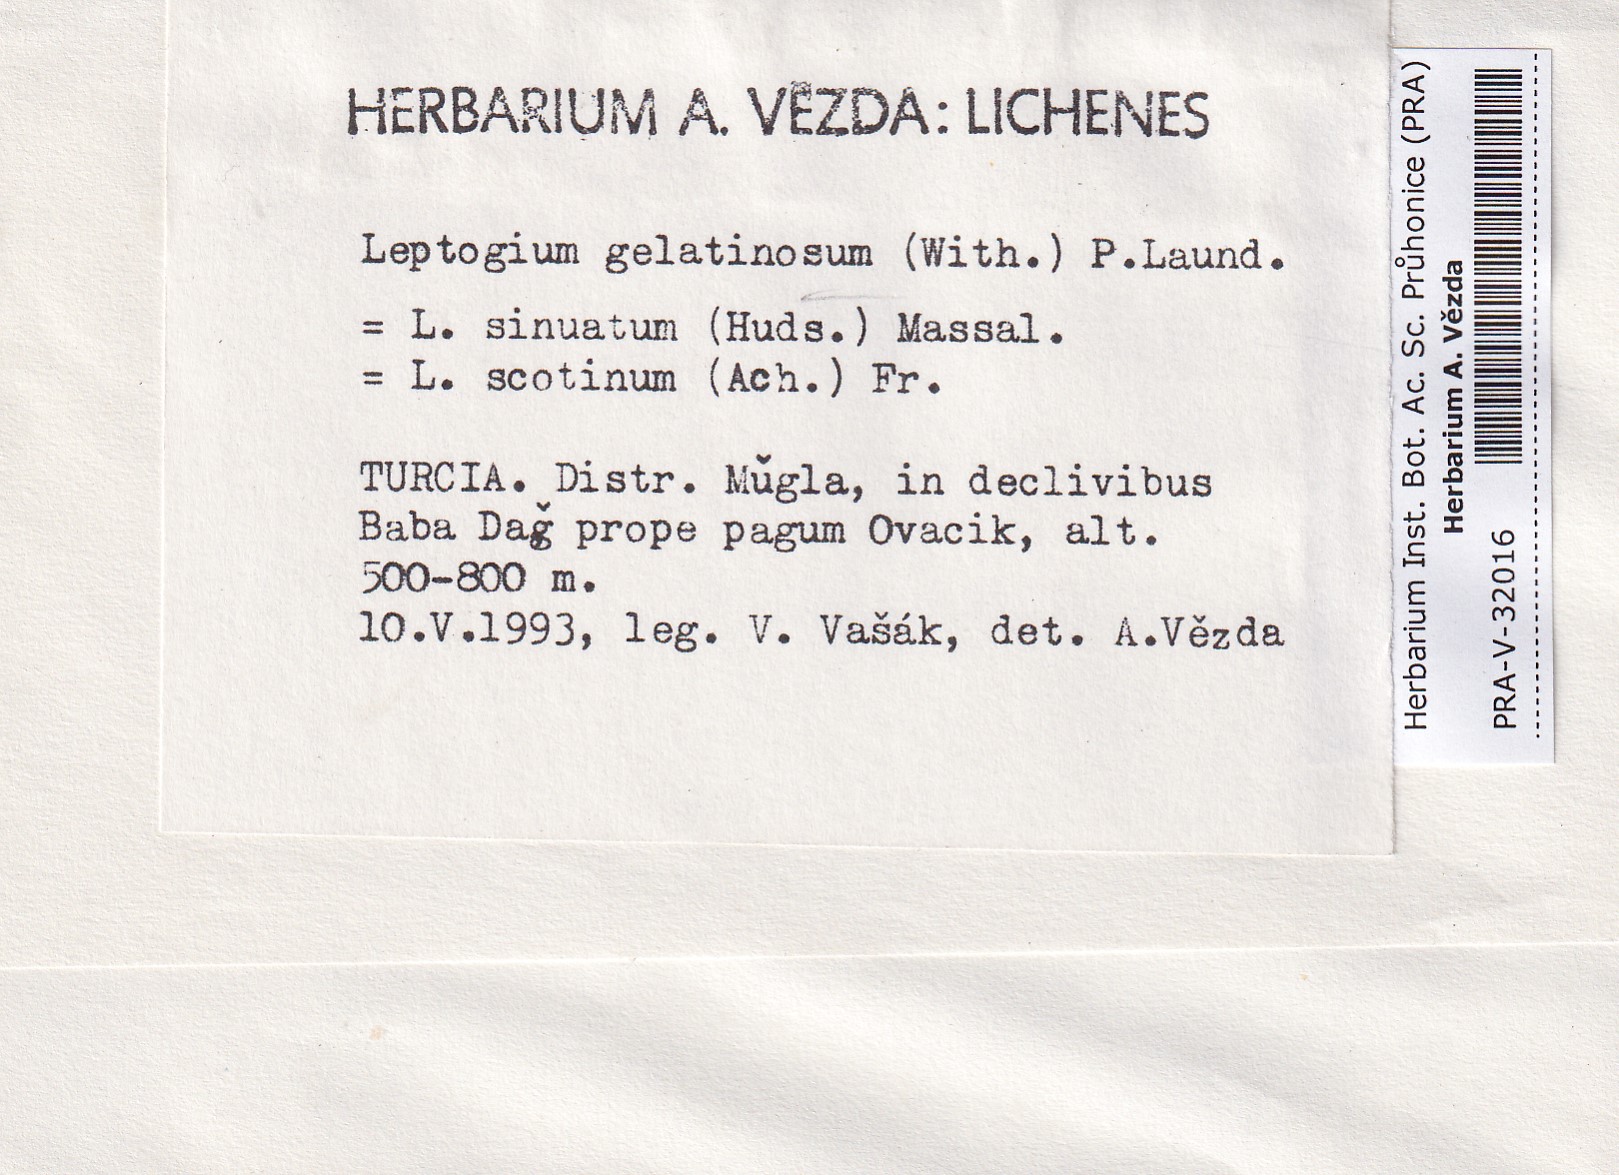 HERBARIUM A. VĚZDA: LICHENES
Leptogium gelatinosum (With.) P.Laund.
= L. sinuatum (Huds.) Massal.
= L. scotinum (Ach.) Fr.
TURCIA. Distr. Mǔgla, in declivibus
Baba Dağ prope pagum Ovacik, alt.
500-800 m.
10.V.1993, leg. V. Vašák, det. A.Vězda
Herbarium Inst. Bot. Ac. Sc. Průhonice (PRA)
Herbarium A. Vězda
PRA-V-32016